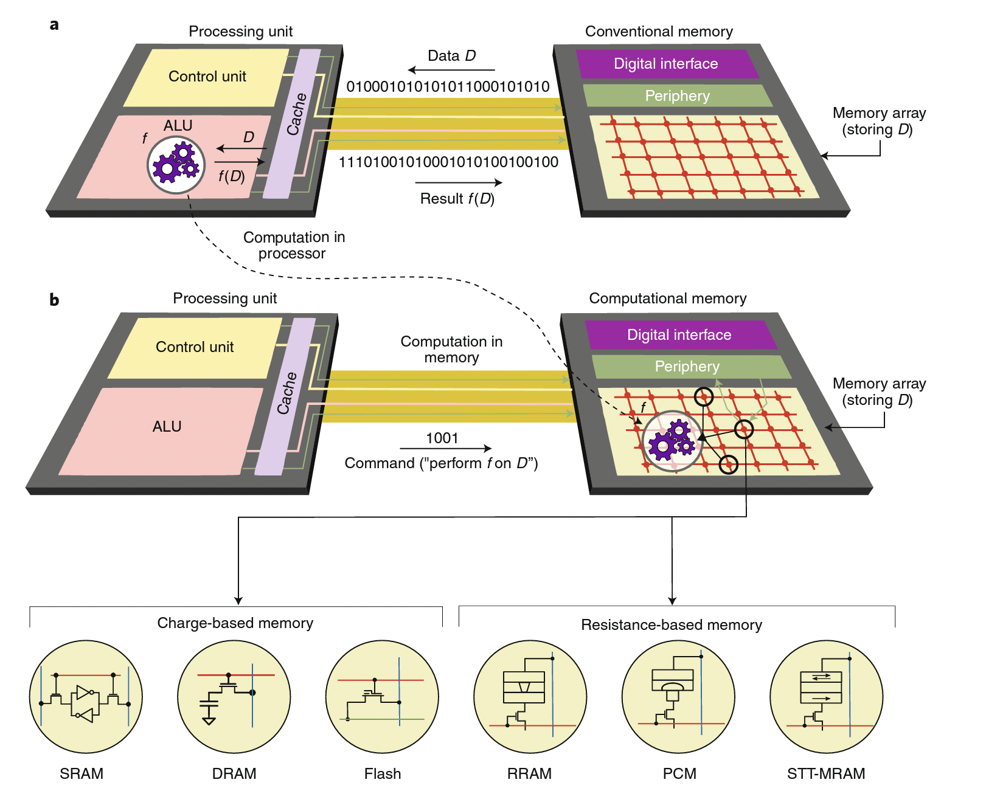 a
Processing unit
Conventional memory
Control unit
Cache
ALU
f
D
f(D)
Data D
010001010101011000101010
1110100101000101010100100100
Result f(D)
Digital interface
Periphery
Memory array
(storing D)
Computation in
processor
b
Processing unit
Computational memory
Control unit
Cache
ALU
Computation in
memory
1001
Command ("perform f on D”)
Digital interface
Periphery
f
Memory array
(storing D)
Charge-based memory
Resistance-based memory
SRAM
DRAM
Flash
RRAM
PCM
STT-MRAM